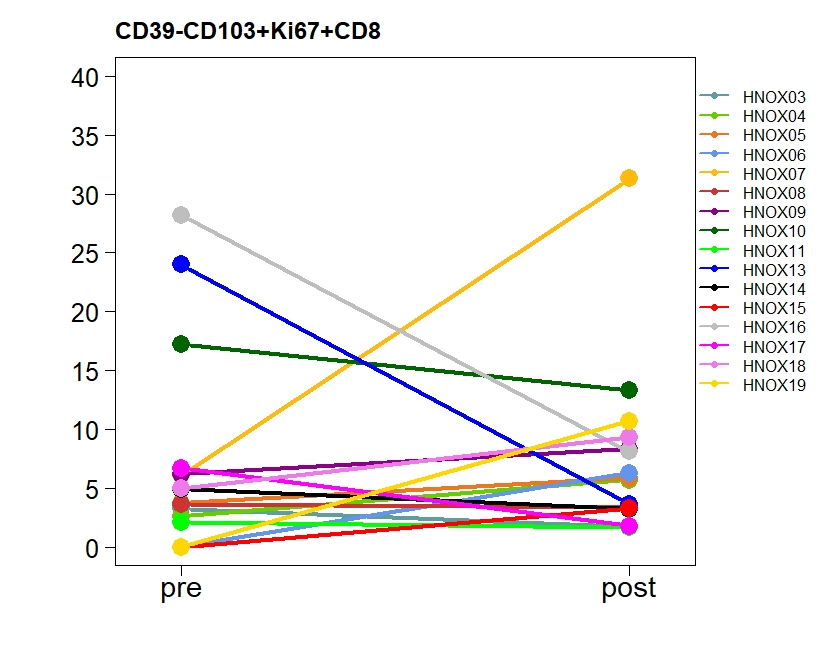 CD39-CD103+Ki67+CD8
40
35
30
25
20
15
10
5
0
pre
post
HNOX03
HNOX04
HNOX05
HNOX06
HNOX07
HNOX08
HNOX09
HNOX10
HNOX11
HNOX13
HNOX14
HNOX15
HNOX16
HNOX17
HNOX18
HNOX19